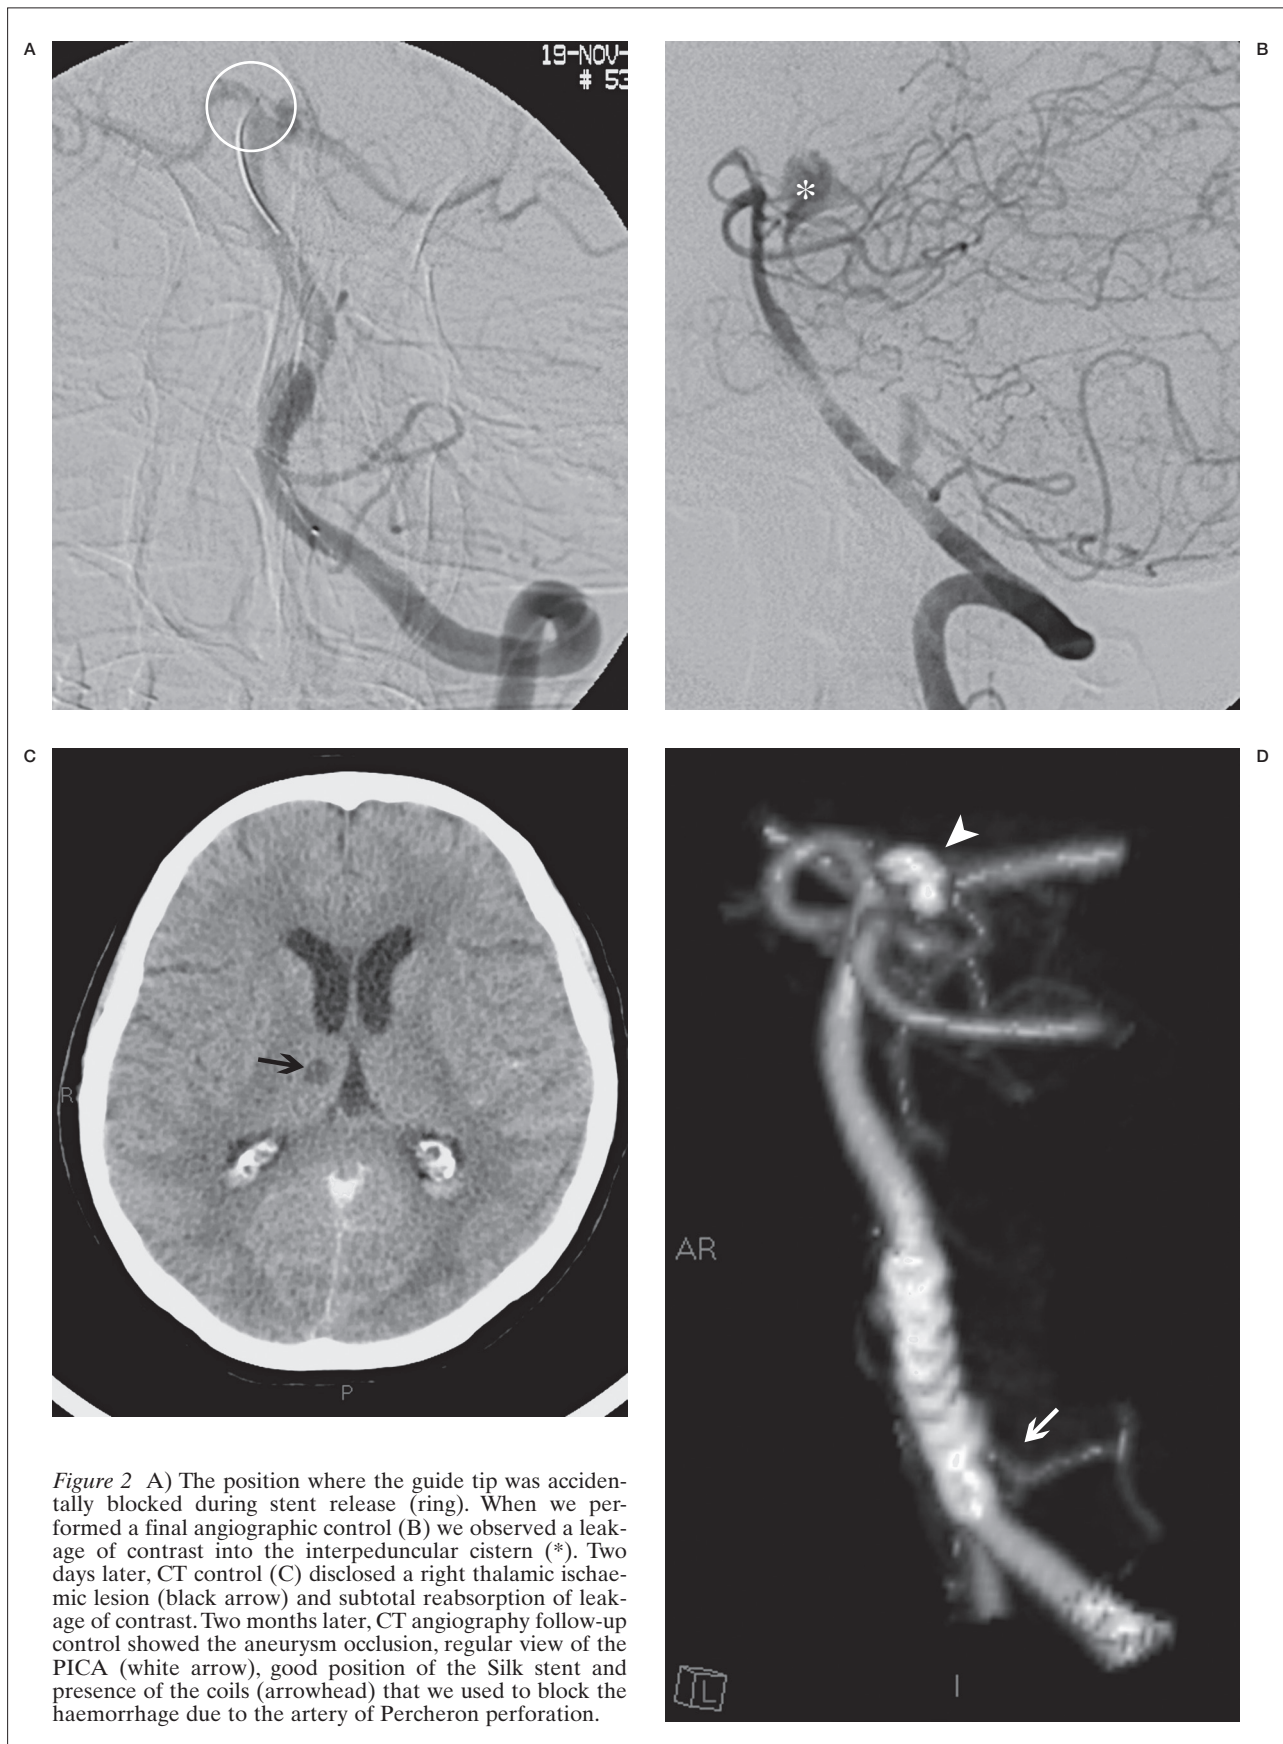 A
19-NOV-
# 53
B
*
C
R
P
D
AR
L
I
Figure 2 A) The position where the guide tip was acciden-
tally blocked during stent release (ring). When we per-
formed a final angiographic control (B) we observed a leak-
age of contrast into the interpeduncular cistern (*). Two
days later, CT control (C) disclosed a right thalamic ischae-
mic lesion (black arrow) and subtotal reabsorption of leak-
age of contrast. Two months later, CT angiography follow-up
control showed the aneurysm occlusion, regular view of the
PICA (white arrow), good position of the Silk stent and
presence of the coils (arrowhead) that we used to block the
haemorrhage due to the artery of Percheron perforation.